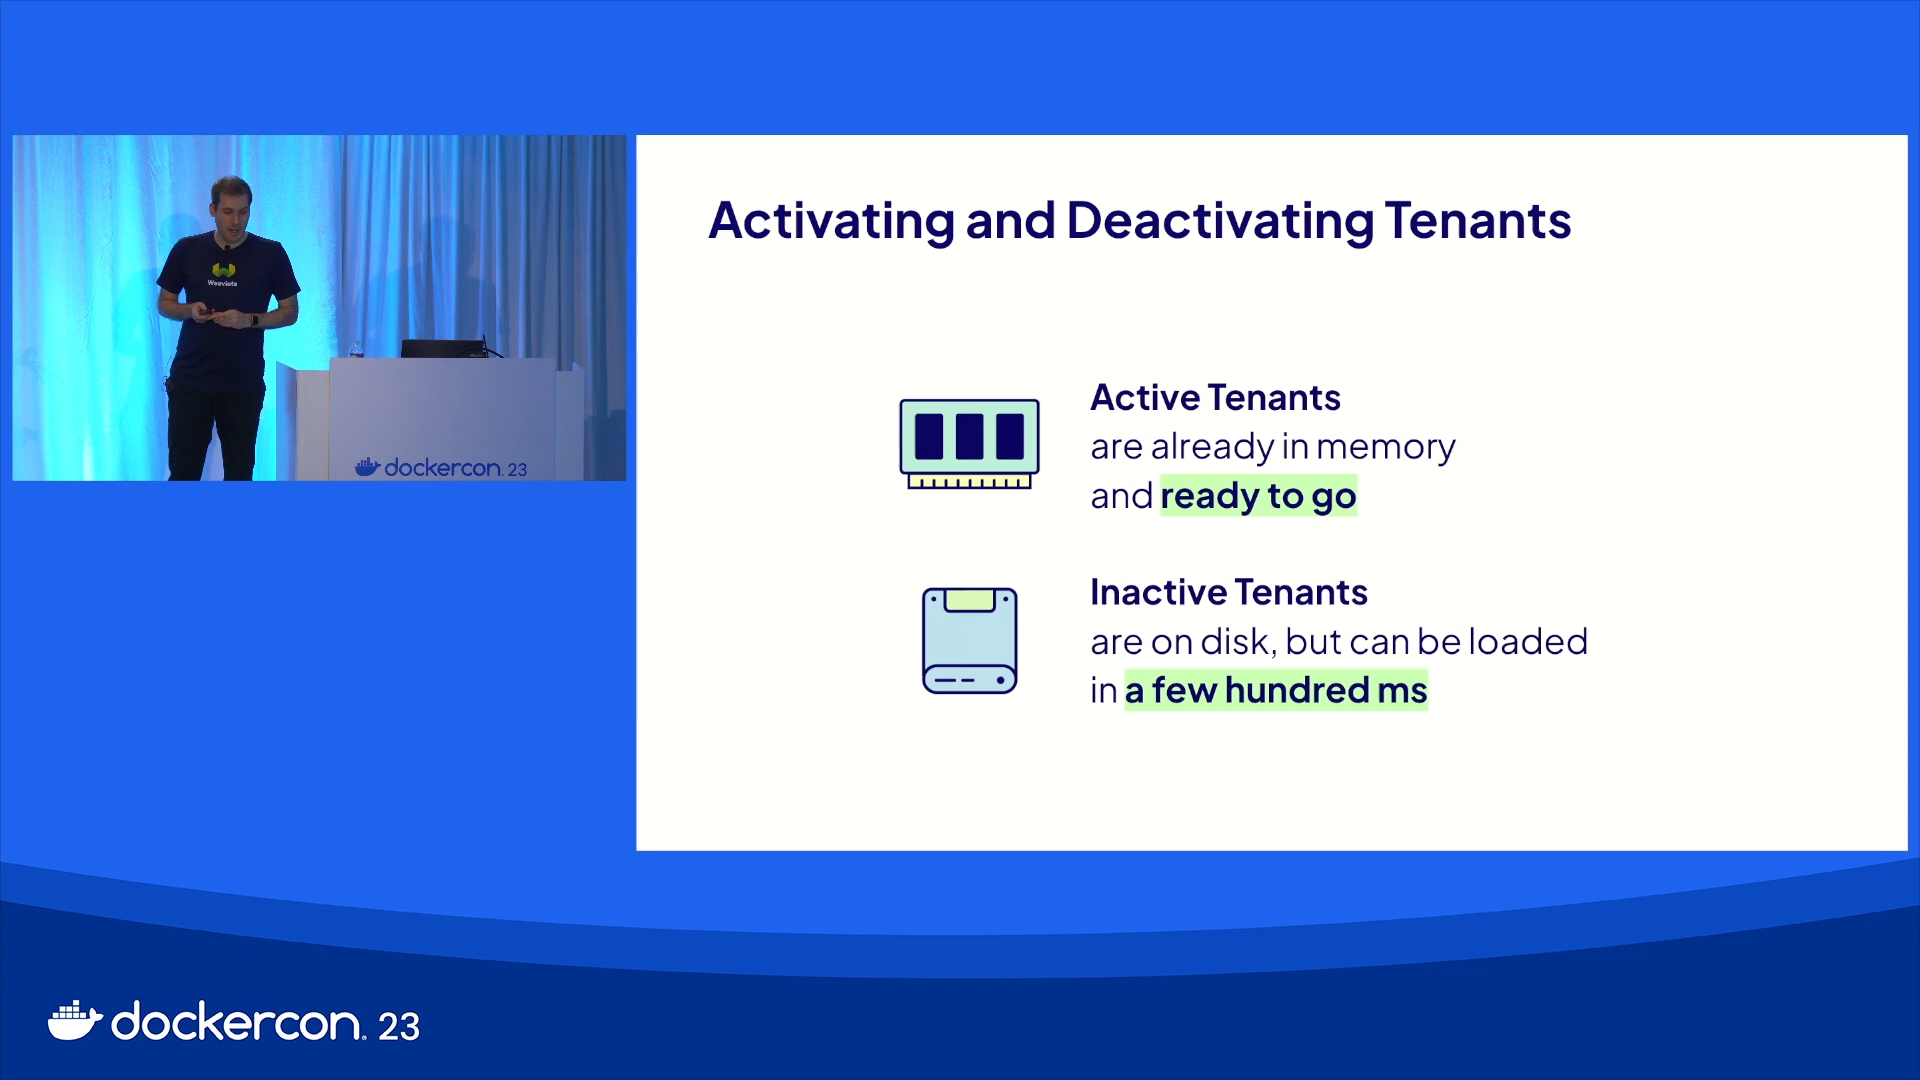 Weaviate
dockercon. 23
Activating and Deactivating Tenants
Active Tenants
are already in memory
and ready to go
Inactive Tenants
are on disk, but can be loaded
in a few hundred ms
dockercon. 23